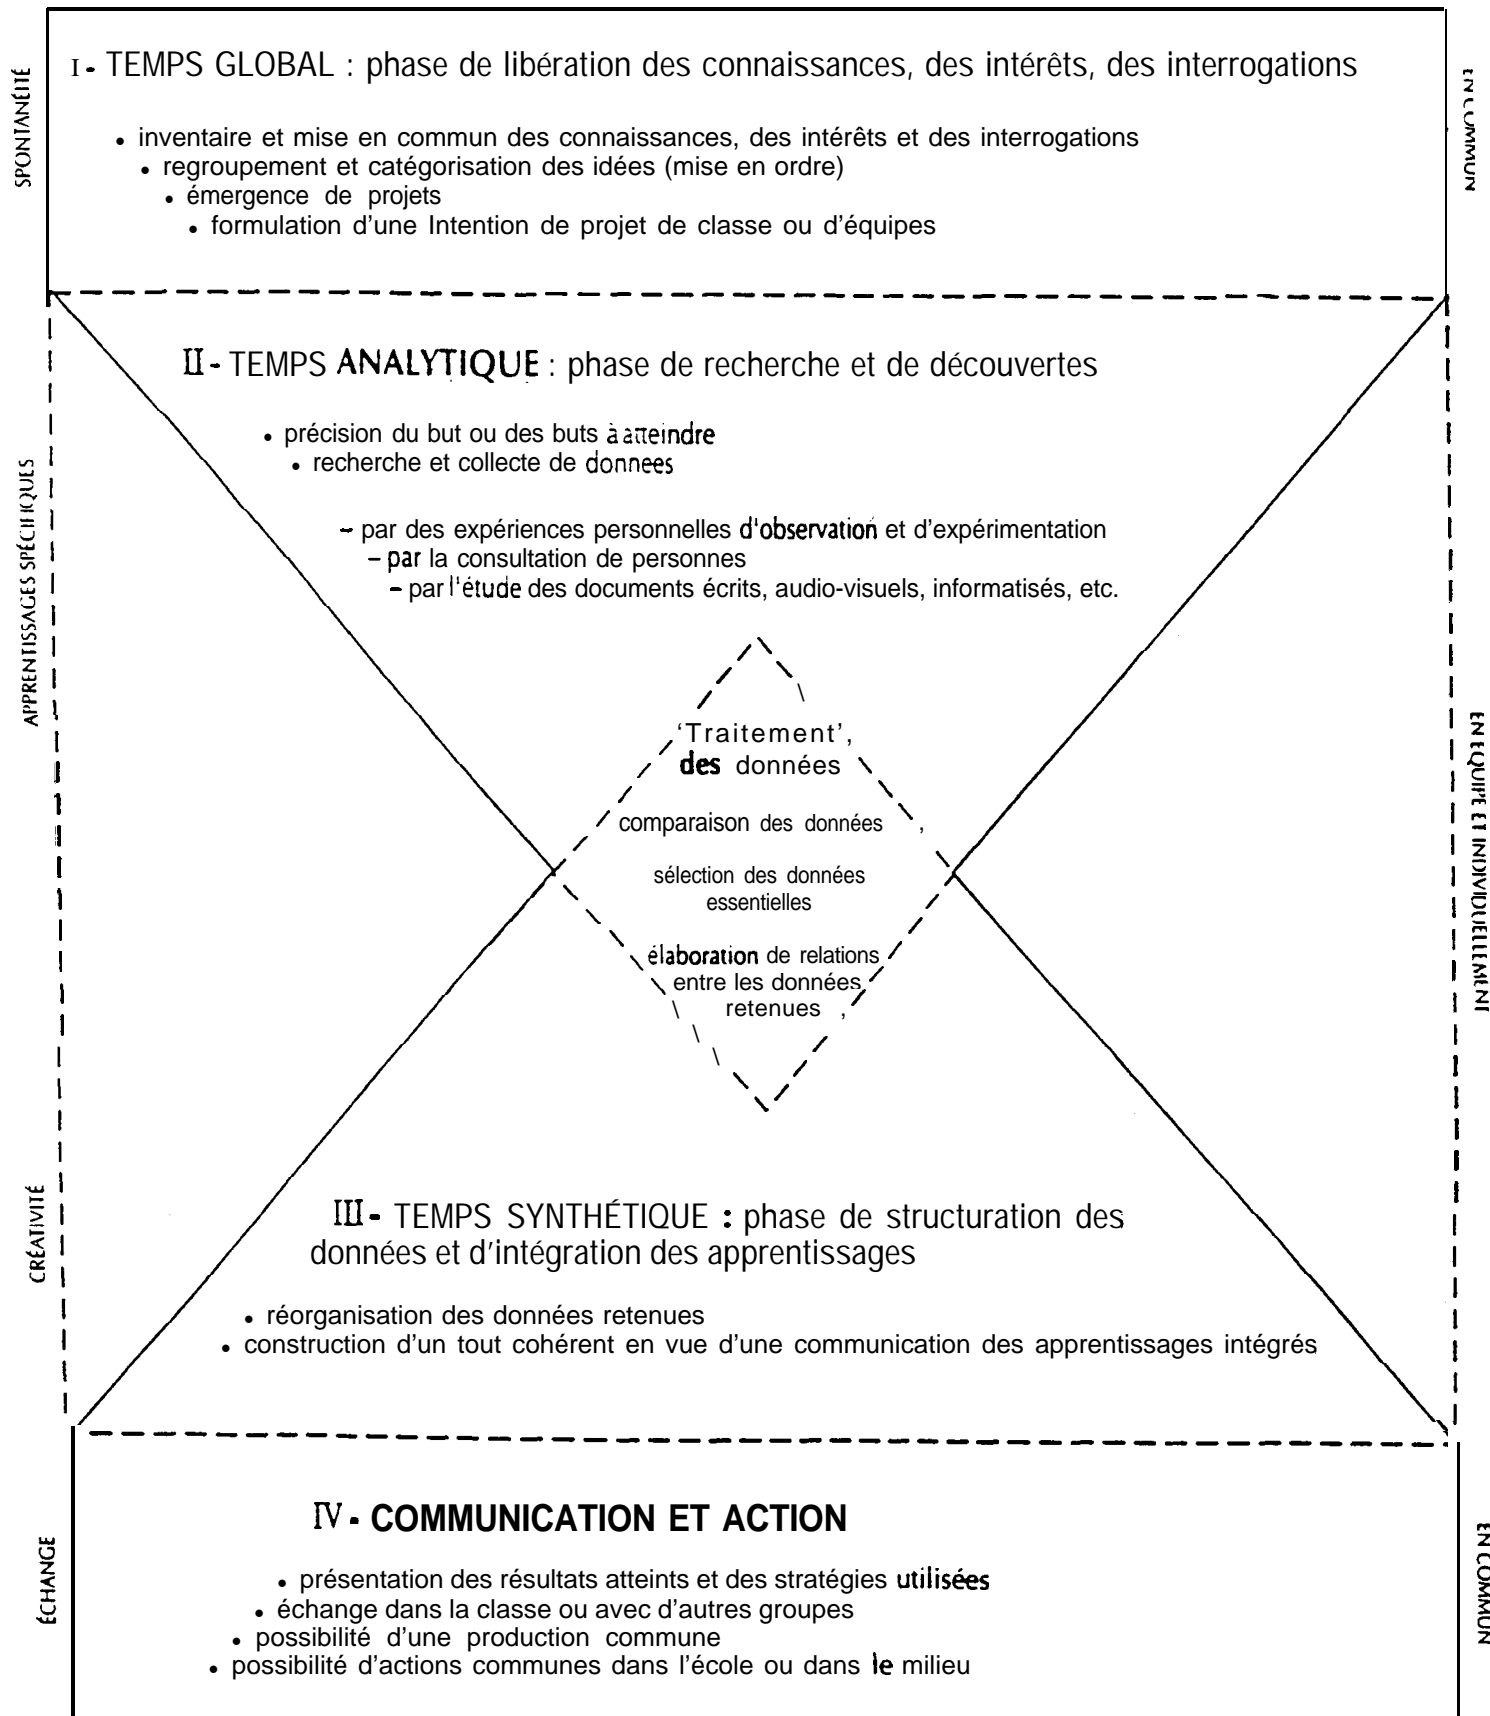 SPONTANÉITÉ
I - TEMPS GLOBAL : phase de libération des connaissances, des intérêts, des interrogations
EN COMMUN
• inventaire et mise en commun des connaissances, des intérêts et des interrogations
• regroupement et catégorisation des idées (mise en ordre)
• émergence de projets
• formulation d'une Intention de projet de classe ou d'équipes
APPRENTISSAGES SPÉCIFIQUES
II - TEMPS ANALYTIQUE : phase de recherche et de découvertes
• précision du but ou des buts à atteindre
• recherche et collecte de donnees
– par des expériences personnelles d'observation et d'expérimentation
– par la consultation de personnes
– par l'étude des documents écrits, audio-visuels, informatisés, etc.
'Traitement',
des données
comparaison des données
sélection des données
essentielles
élaboration de relations
entre les données
retenues
EN EQUIPE ET INDIVIDUELLEMENT
CRÉATIVITÉ
III - TEMPS SYNTHÉTIQUE : phase de structuration des
données et d'intégration des apprentissages
• réorganisation des données retenues
• construction d'un tout cohérent en vue d'une communication des apprentissages intégrés
ÉCHANGE
IV - COMMUNICATION ET ACTION
• présentation des résultats atteints et des stratégies utilisées
• échange dans la classe ou avec d'autres groupes
• possibilité d'une production commune
• possibilité d'actions communes dans l'école ou dans le milieu
EN COMMUN